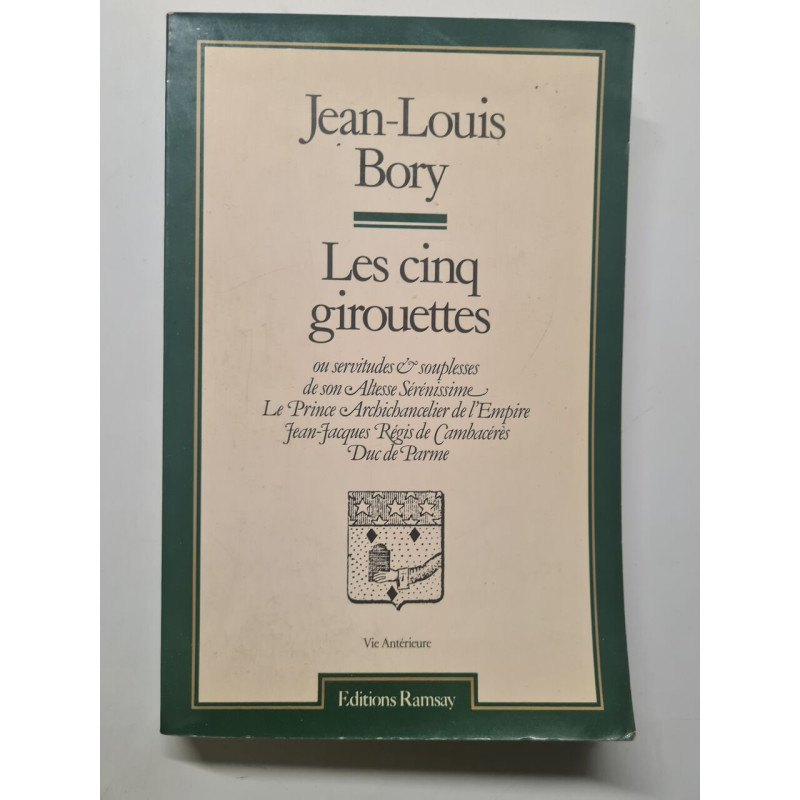 Jean-Louis
Bory
Les cinq
girouettes
ou servitudes & souplesses
de son Altesse Sérénissime
Le Prince Archichancelier de l'Empire
Jean-Jacques Régis de Cambacérès
Duc de Parme
Vie Antérieure
Editions Ramsay